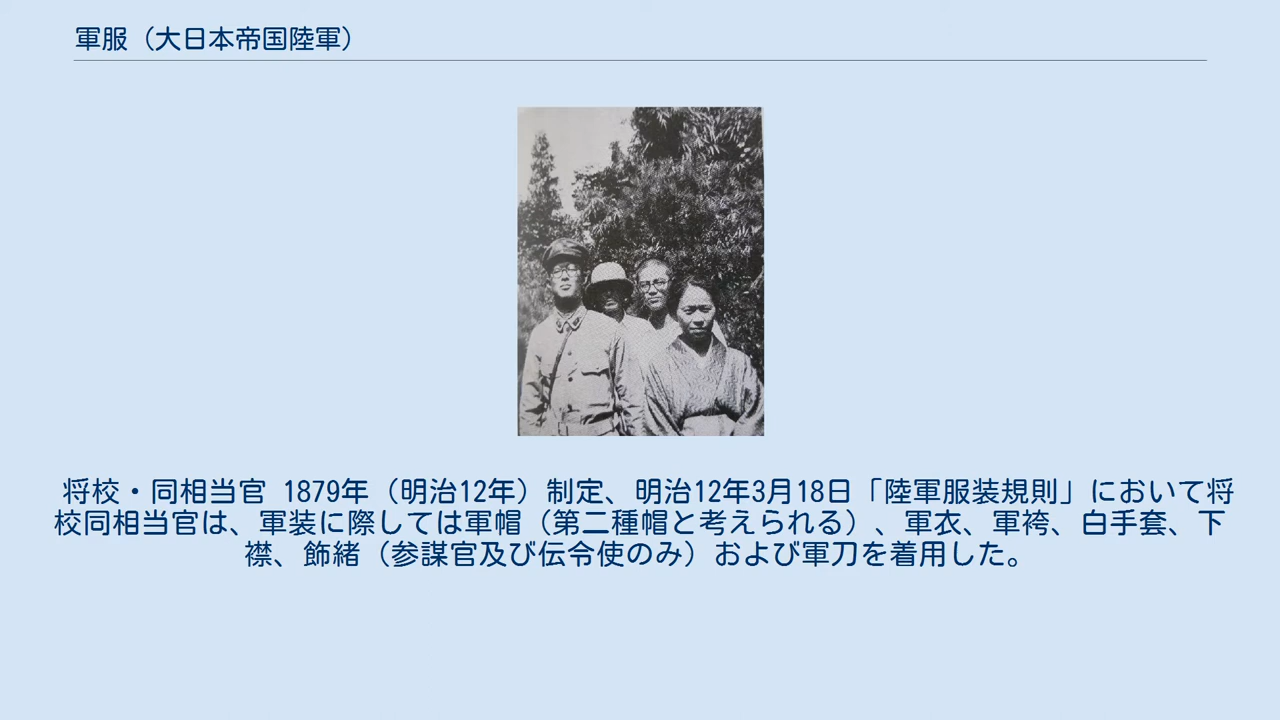 軍服（大日本帝国陸軍）
将校・同相当官 1879年（明治12年）制定、明治12年3月18日「陸軍服装規則」において将
校同相当官は、軍装に際しては軍帽（第二種帽と考えられる）、軍衣、軍袴、白手套、下
襟、飾緒（参謀官及び伝令使のみ）および軍刀を着用した。